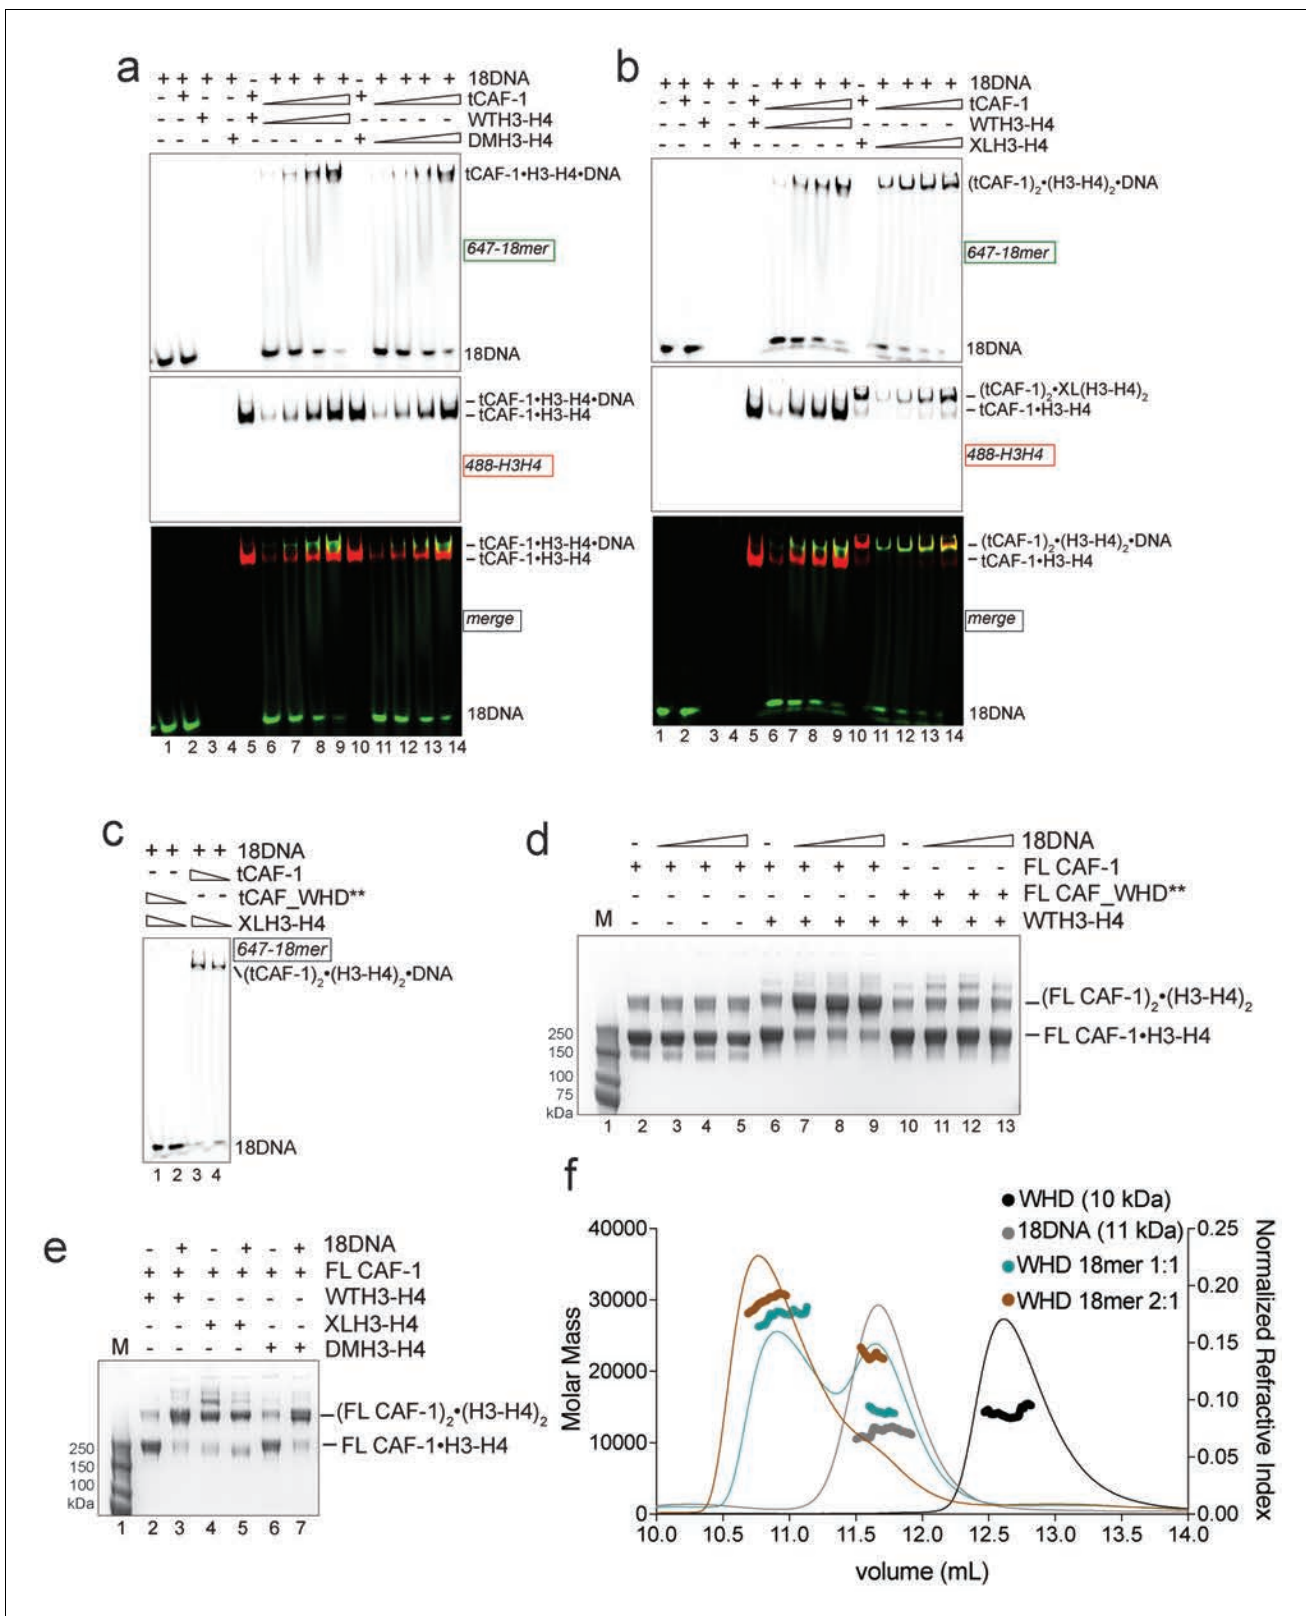 a
+ + + + - + + + + 18DNA
- + - - + + tCAF-1
- - + - + - - - - - WTH3-H4
- - - + - - - - - + DMH3-H4
tCAF-1•H3-H4•DNA
647-18mer
18DNA
tCAF-1•H3-H4•DNA
tCAF-1•H3-H4
488-H3H4
tCAF-1•H3-H4•DNA
tCAF-1•H3-H4
merge
18DNA
1 2 3 4 5 6 7 8 9 10 11 12 13 14
b
18DNA
tCAF-1
WTH3-H4
XLH3-H4
(tCAF-1)2•(H3-H4)2•DNA
647-18mer
18DNA
(tCAF-1)2•XL(H3-H4)2
tCAF-1•H3-H4
488-H3H4
(tCAF-1)2•(H3-H4)2•DNA
tCAF-1•H3-H4
merge
18DNA
1 2 3 4 5 6 7 8 9 10 11 12 13 14
c
+ + + + 18DNA
- - tCAF-1
- - tCAF_WHD**
XLH3-H4
647-18mer
(tCAF-1)2•(H3-H4)2•DNA
18DNA
1 2 3 4
d
- - - 18DNA
+ + + + + + + + - - - - FL CAF-1
- - - - - - - - + + + + FL CAF_WHD**
M - - - - + + + + + + + + WTH3-H4
(FL CAF-1)2•(H3-H4)2
FL CAF-1•H3-H4
250
150
100
75
kDa
1 2 3 4 5 6 7 8 9 10 11 12 13
e
- + - + - + 18DNA
+ + + + + + FL CAF-1
+ + - - - - WTH3-H4
- - + + - - XLH3-H4
M - - - - + + DMH3-H4
(FL CAF-1)2•(H3-H4)2
FL CAF-1•H3-H4
250
150
100
kDa
1 2 3 4 5 6 7
f
WHD (10 kDa)
18DNA (11 kDa)
WHD 18mer 1:1
WHD 18mer 2:1
Molar Mass
40000
30000
20000
10000
0
Normalized Refractive Index
0.25
0.20
0.15
0.10
0.05
0.00
10.0 10.5 11.0 11.5 12.0 12.5 13.0 13.5 14.0
volume (mL)